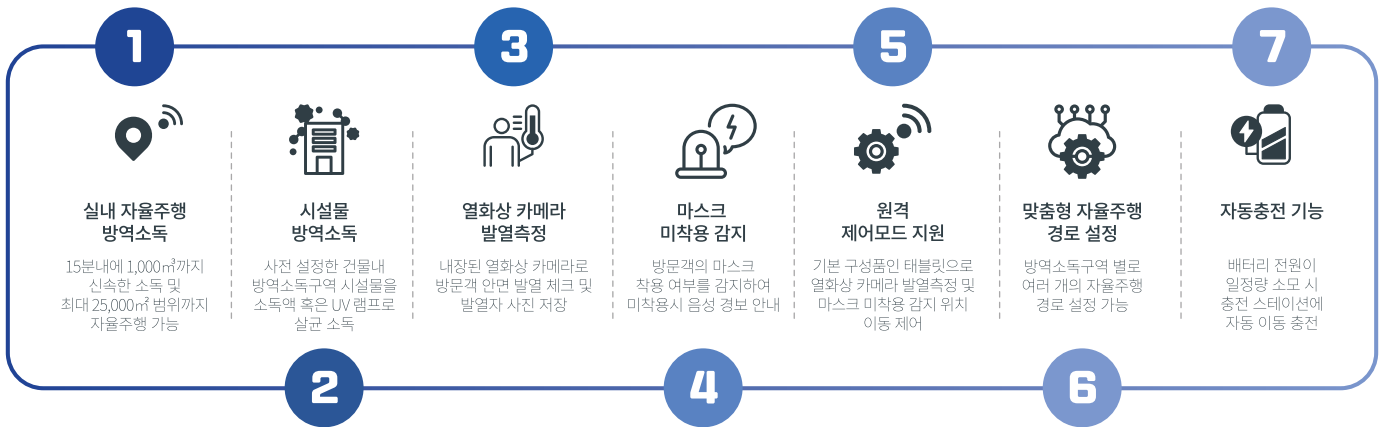 1
실내 자율주행
방역소독
15분내에 1,000㎡까지
신속한 소독 및
최대 25,000㎡ 범위까지
자율주행 가능
2
시설물
방역소독
사전 설정한 건물내
방역소독구역 시설물을
소독액 혹은 UV 램프로
살균 소독
3
열화상 카메라
발열측정
내장된 열화상 카메라로
방문객 안면 발열 체크 및
발열자 사진 저장
4
마스크
미착용 감지
방문객의 마스크
착용 여부를 감지하여
미착용시 음성 경보 안내
5
원격
제어모드 지원
기본 구성품인 태블릿으로
열화상 카메라 발열측정 및
마스크 미착용 감지 위치
이동 제어
6
맞춤형 자율주행
경로 설정
방역소독구역 별로
여러 개의 자율주행
경로 설정 가능
7
자동충전 기능
배터리 전원이
일정량 소모 시
충전 스테이션에
자동 이동 충전